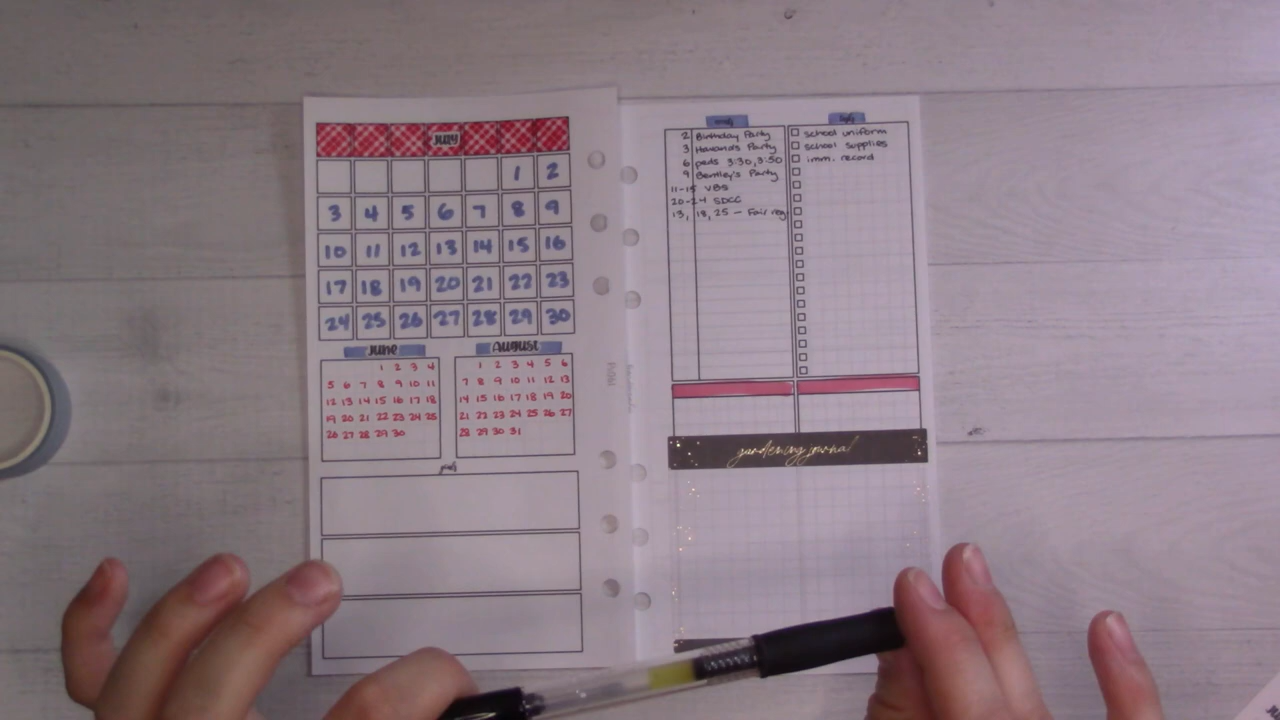 July
1 2
3 4 5 6 7 8 9
10 11 12 13 14 15 16
17 18 19 20 21 22 23
24 25 26 27 28 29 30
June
1 2 3 4
5 6 7 8 9 10 11
12 13 14 15 16 17 18
19 20 21 22 23 24 25
26 27 28 29 30
August
1 2 3 4 5 6
7 8 9 10 11 12 13
14 15 16 17 18 19 20
21 22 23 24 25 26 27
28 29 30 31
2 Birthday Party
3 Havana's Party
6 peds 3:30, 3:50
9 Bentley's Party
11-15 VBS
20-24 SDCC
13, 18, 25 - Fair reg
school uniform
school supplies
imm. record
gardening journal